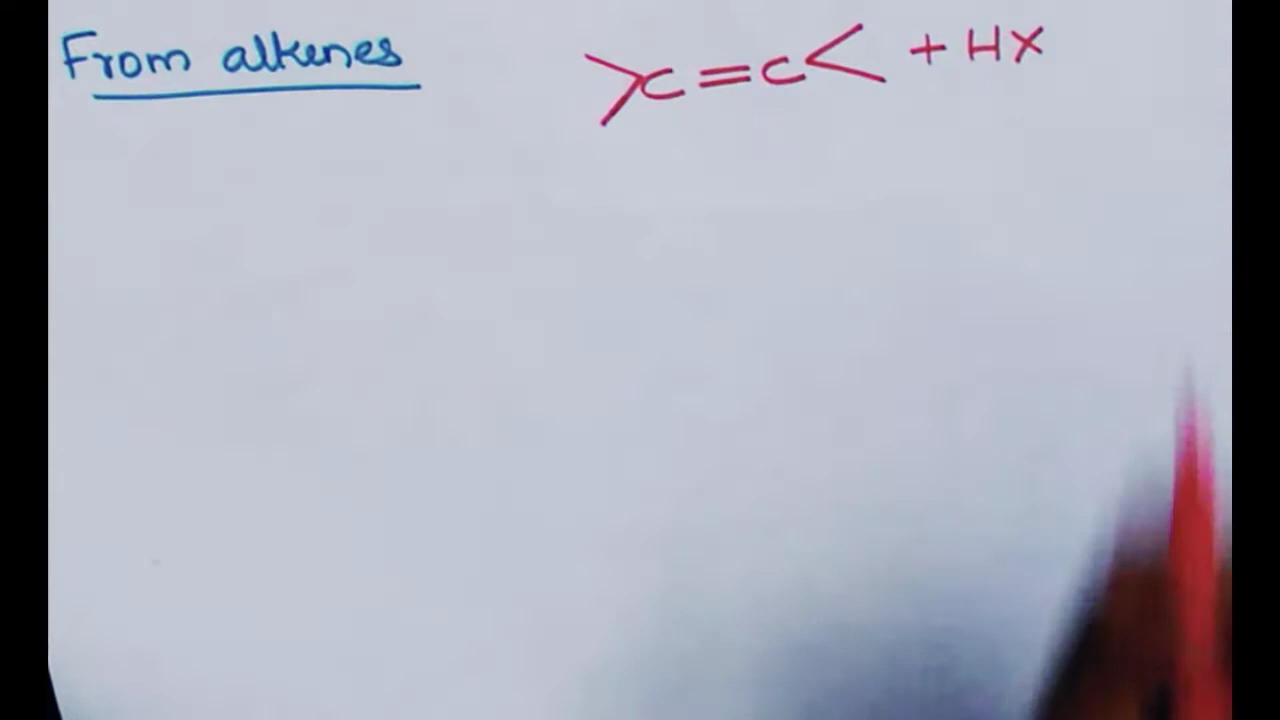 From alkenes
>C=C< + HX